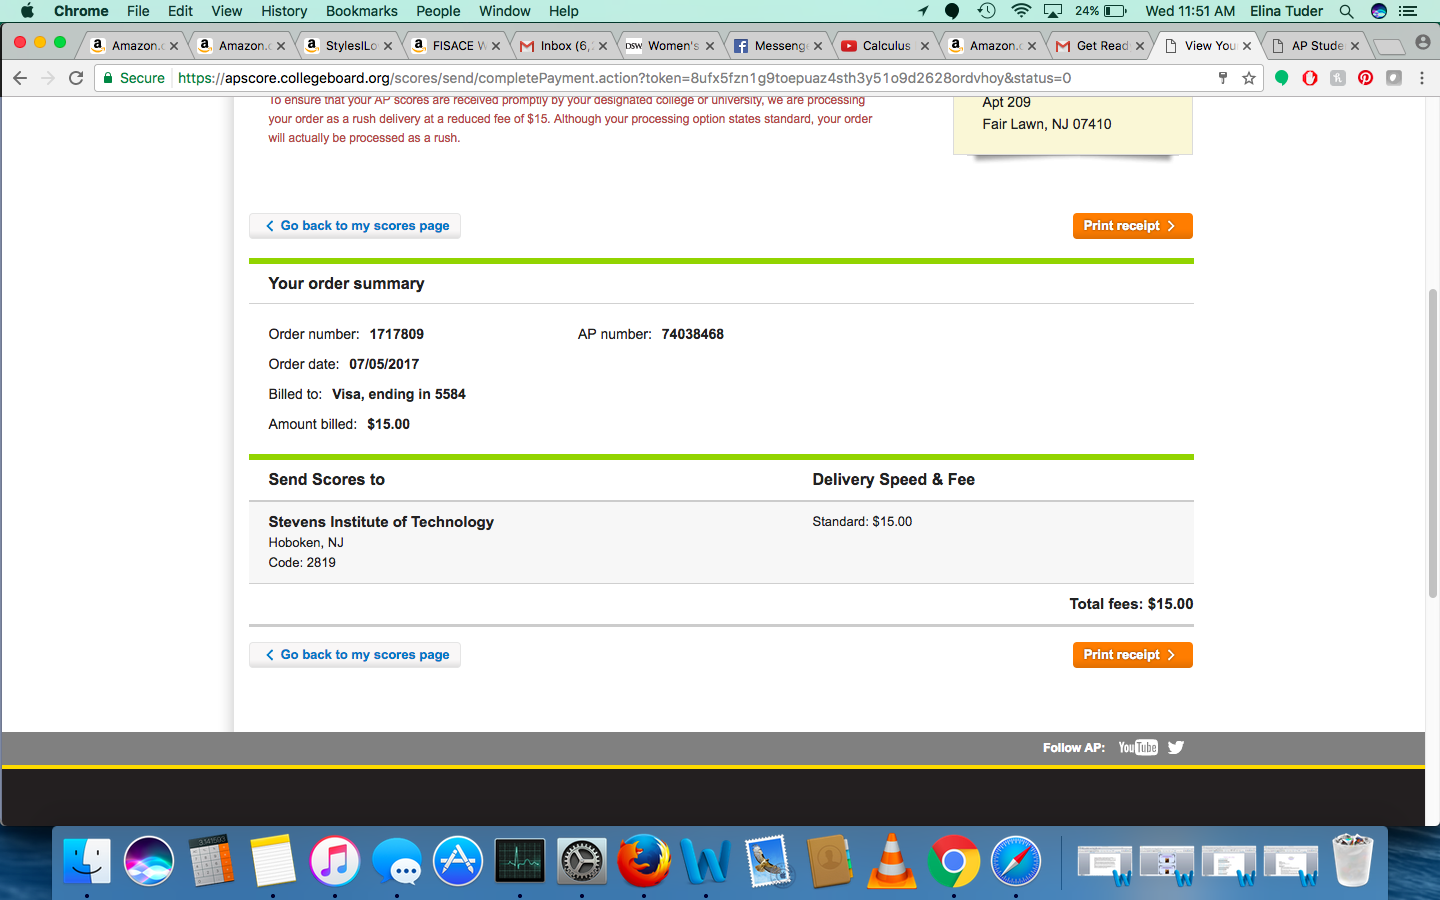 Chrome File Edit View History Bookmarks People Window Help 24% Wed 11:51 AM Elina Tuder
Amazon.c Amazon.c StylesILo FISACE W Inbox (6, DSW Women's Messenge Calculus Amazon.c Get Read View You AP Stude
Secure https://apscore.collegeboard.org/scores/send/completePayment.action?token=8ufx5fzn1g9toepuaz4sth3y51o9d2628ordvhoy&status=0
To ensure that your AP scores are received promptly by your designated college or university, we are processing
your order as a rush delivery at a reduced fee of $15. Although your processing option states standard, your order
will actually be processed as a rush.
Apt 209
Fair Lawn, NJ 07410
Go back to my scores page Print receipt
Your order summary
Order number: 1717809 AP number: 74038468
Order date: 07/05/2017
Billed to: Visa, ending in 5584
Amount billed: $15.00
Send Scores to Delivery Speed & Fee
Stevens Institute of Technology Standard: $15.00
Hoboken, NJ
Code: 2819
Total fees: $15.00
Go back to my scores page Print receipt
Follow AP: YouTube